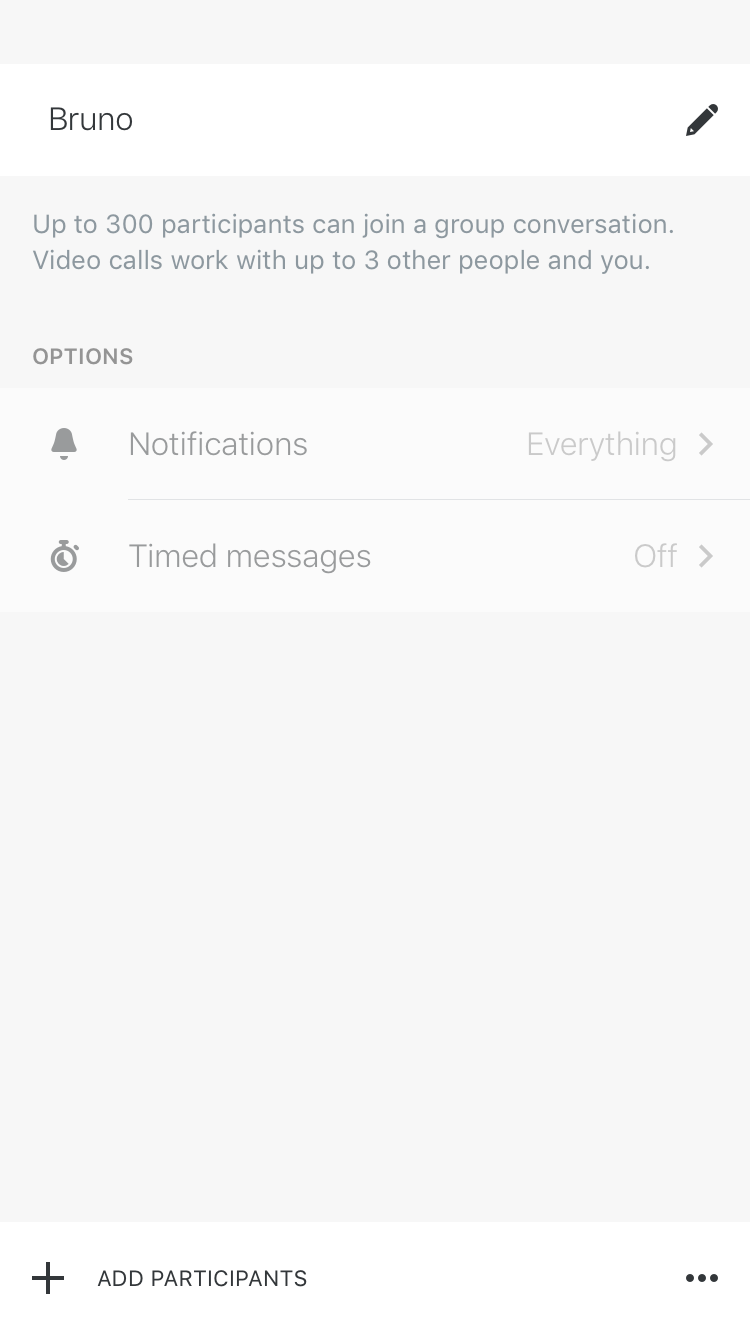 Bruno
Up to 300 participants can join a group conversation.
Video calls work with up to 3 other people and you.
OPTIONS
Notifications Everything
Timed messages Off
ADD PARTICIPANTS